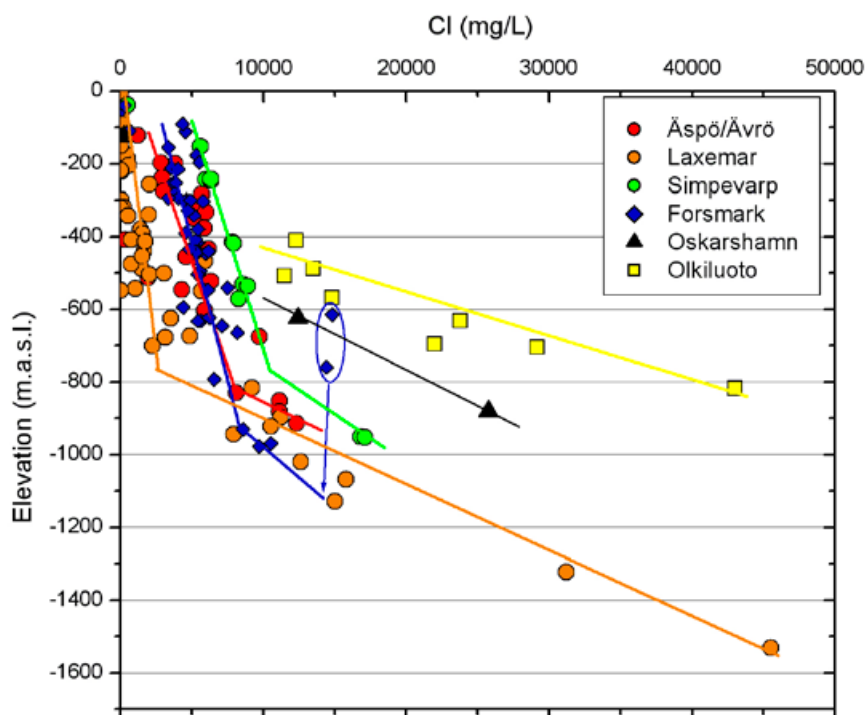 Cl (mg/L)
0 10000 20000 30000 40000 50000
0
-200
-400
-600
-800
-1000
-1200
-1400
-1600
Elevation (m.a.s.l.)
Äspö/Ävrö
Laxemar
Simpevarp
Forsmark
Oskarshamn
Olkiluoto